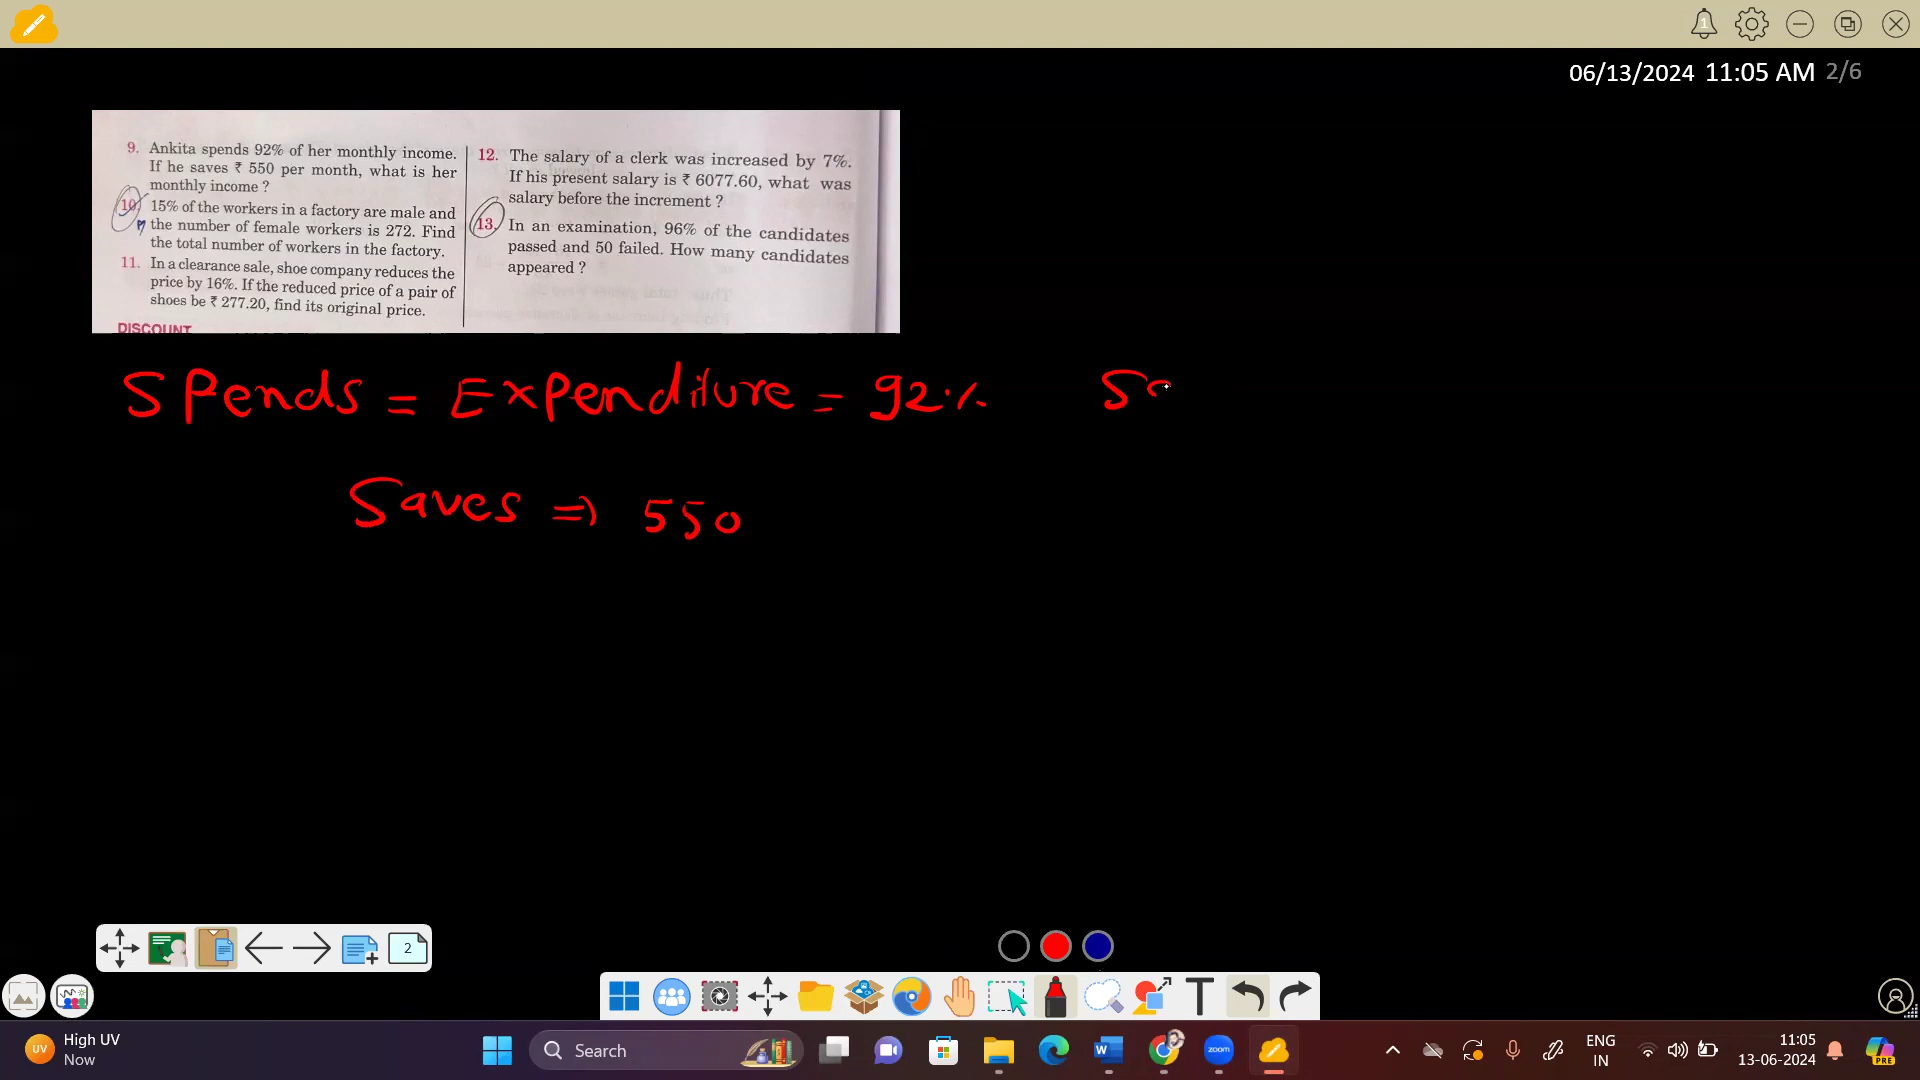 06/13/2024 11:05 AM 2/6
9. Ankita spends 92% of her monthly income.
If he saves ₹ 550 per month, what is her
monthly income ?
10. 15% of the workers in a factory are male and
the number of female workers is 272. Find
the total number of workers in the factory.
11. In a clearance sale, shoe company reduces the
price by 16%. If the reduced price of a pair of
shoes be ₹ 277.20, find its original price.
DISCOUNT
12. The salary of a clerk was increased by 7%.
If his present salary is ₹ 6077.60, what was
salary before the increment ?
13. In an examination, 96% of the candidates
passed and 50 failed. How many candidates
appeared ?
Spends = Expenditure = 92%
Saves ⇒ 550
2
T
UV
High UV
Now
Search
zoom
ENG
IN
11:05
13-06-2024
PRE